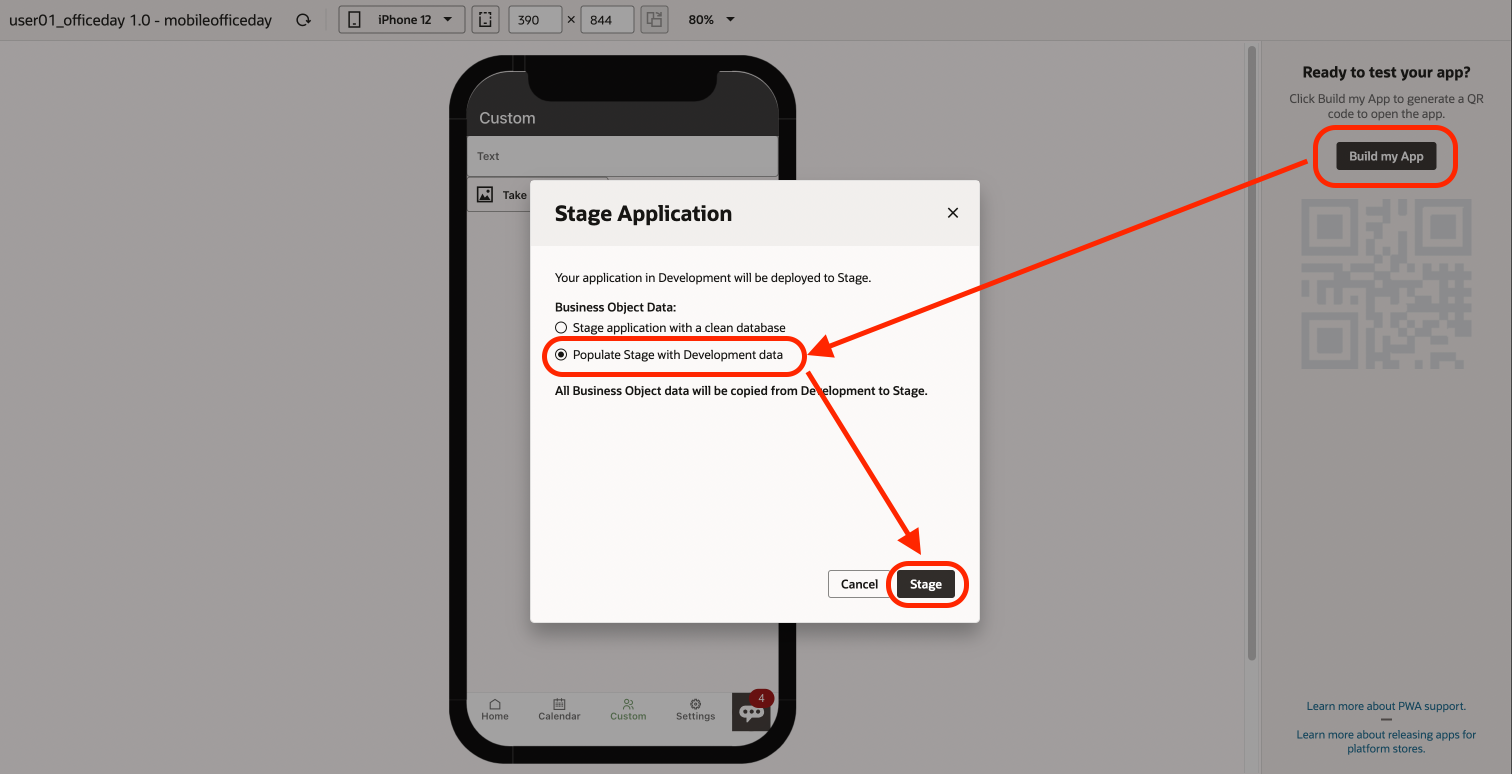 user01_officeday 1.0 - mobileofficeday
iPhone 12
390 × 844
80%
Ready to test your app?
Click Build my App to generate a QR
code to open the app.
Build my App
Custom
Text
Take
Stage Application
Your application in Development will be deployed to Stage.
Business Object Data:
Stage application with a clean database
Populate Stage with Development data
All Business Object data will be copied from Development to Stage.
Cancel
Stage
Home
Calendar
Custom
Settings
4
Learn more about PWA support.
Learn more about releasing apps for
platform stores.